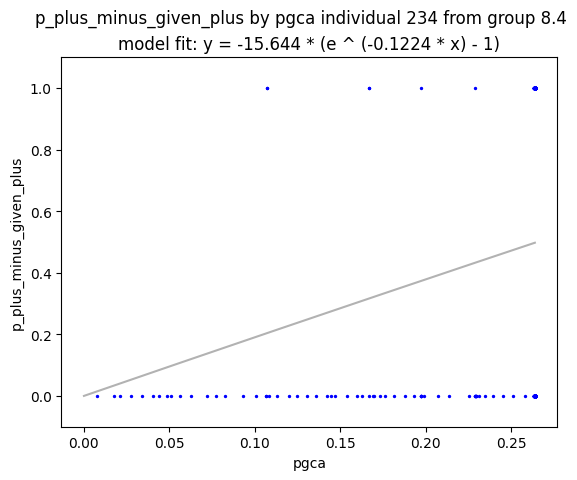 p_plus_minus_given_plus by pgca individual 234 from group 8.4
model fit: y = -15.644 * (e ^ (-0.1224 * x) - 1)
1.0
0.8
0.6
0.4
0.2
0.0
p_plus_minus_given_plus
0.00 0.05 0.10 0.15 0.20 0.25
pgca